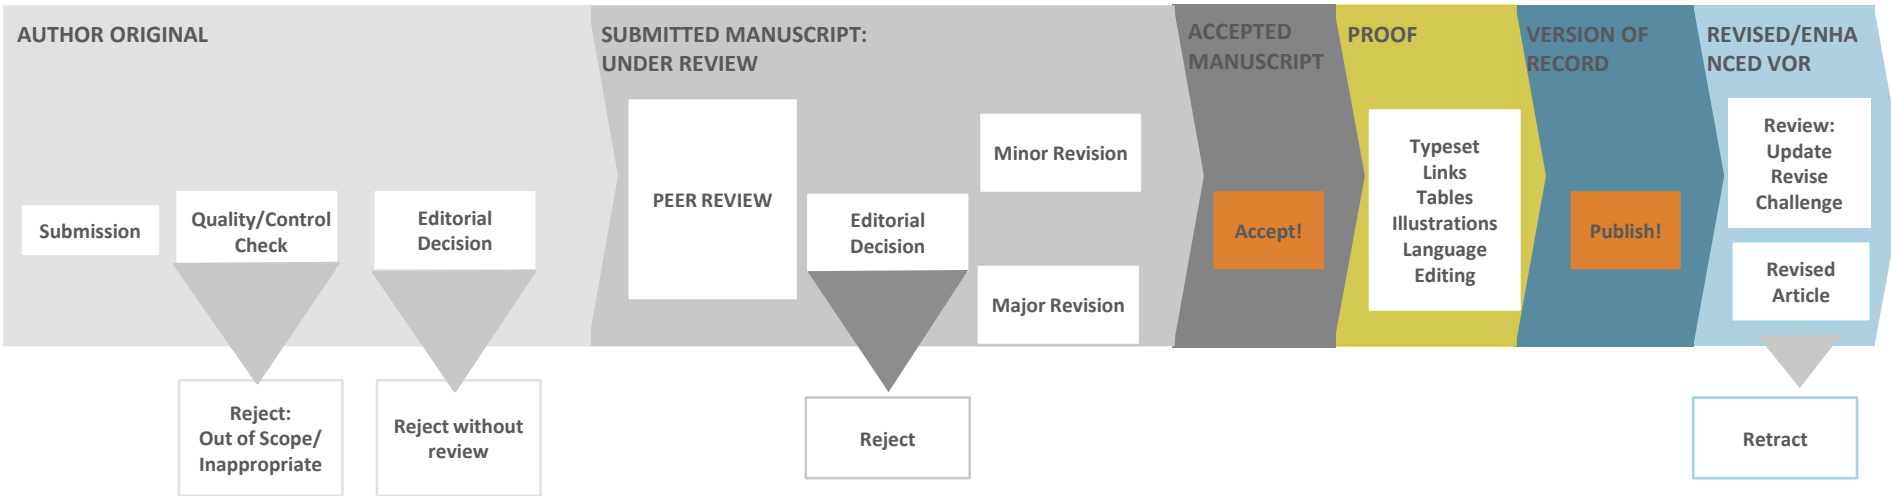 AUTHOR ORIGINAL
Submission
Quality/Control
Check
Editorial
Decision
Reject:
Out of Scope/
Inappropriate
Reject without
review
SUBMITTED MANUSCRIPT:
UNDER REVIEW
PEER REVIEW
Editorial
Decision
Minor Revision
Major Revision
Reject
ACCEPTED
MANUSCRIPT
Accept!
PROOF
Typeset
Links
Tables
Illustrations
Language
Editing
VERSION OF
RECORD
Publish!
REVISED/ENHA
NCED VOR
Review:
Update
Revise
Challenge
Revised
Article
Retract